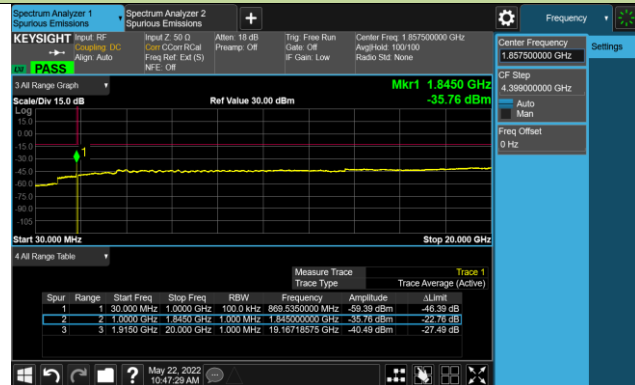 Spectrum Analyzer 1
Spurious Emissions
Spectrum Analyzer 2
Spurious Emissions
+
Frequency
KEYSIGHT
Input: RF
Coupling: DC
Align: Auto
Input Z: 50 Ω
Corr CCorr RCal
Freq Ref: Ext (S)
NFE: Off
Atten: 18 dB
Preamp: Off
Trig: Free Run
Gate: Off
IF Gain: Low
Center Freq: 1.857500000 GHz
Avg|Hold: 100/100
Radio Std: None
PASS
Center Frequency
1.857500000 GHz
Settings
CF Step
4.399000000 GHz
Auto
Man
Freq Offset
0 Hz
3 All Range Graph
Mkr1 1.8450 GHz
Scale/Div 15.0 dB
Ref Value 30.00 dBm
-35.76 dBm
Log
15.0
0.00
-15.0
-30.0
-45.0
-60.0
-75.0
-90.0
-105
1
Start 30.000 MHz
Stop 20.000 GHz
4 All Range Table
Measure Trace
Trace 1
Trace Type
Trace Average (Active)
Spur Range Start Freq Stop Freq RBW Frequency Amplitude ΔLimit
1 1 30.000 MHz 1.0000 GHz 100.0 kHz 869.5350000 MHz -59.39 dBm -46.39 dB
2 2 1.0000 GHz 1.8450 GHz 1.000 MHz 1.845000000 GHz -35.76 dBm -22.76 dB
3 3 1.9150 GHz 20.000 GHz 1.000 MHz 19.16718575 GHz -40.49 dBm -27.49 dB
?
May 22, 2022
10:47:29 AM